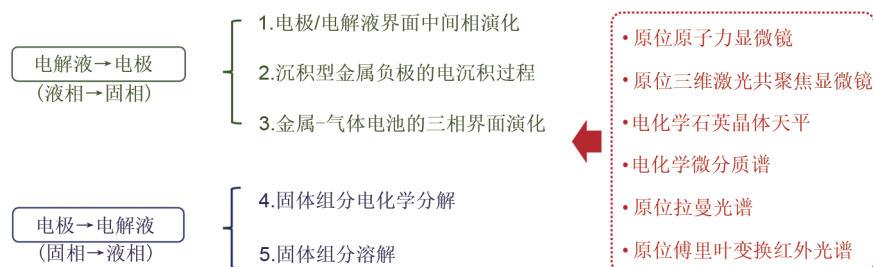 电解液→电极
(液相→固相)
1.电极/电解液界面中间相演化
2.沉积型金属负极的电沉积过程
3.金属-气体电池的三相界面演化
电极→电解液
(固相→液相)
4.固体组分电化学分解
5.固体组分溶解
•原位原子力显微镜
•原位三维激光共聚焦显微镜
•电化学石英晶体天平
•电化学微分质谱
•原位拉曼光谱
•原位傅里叶变换红外光谱